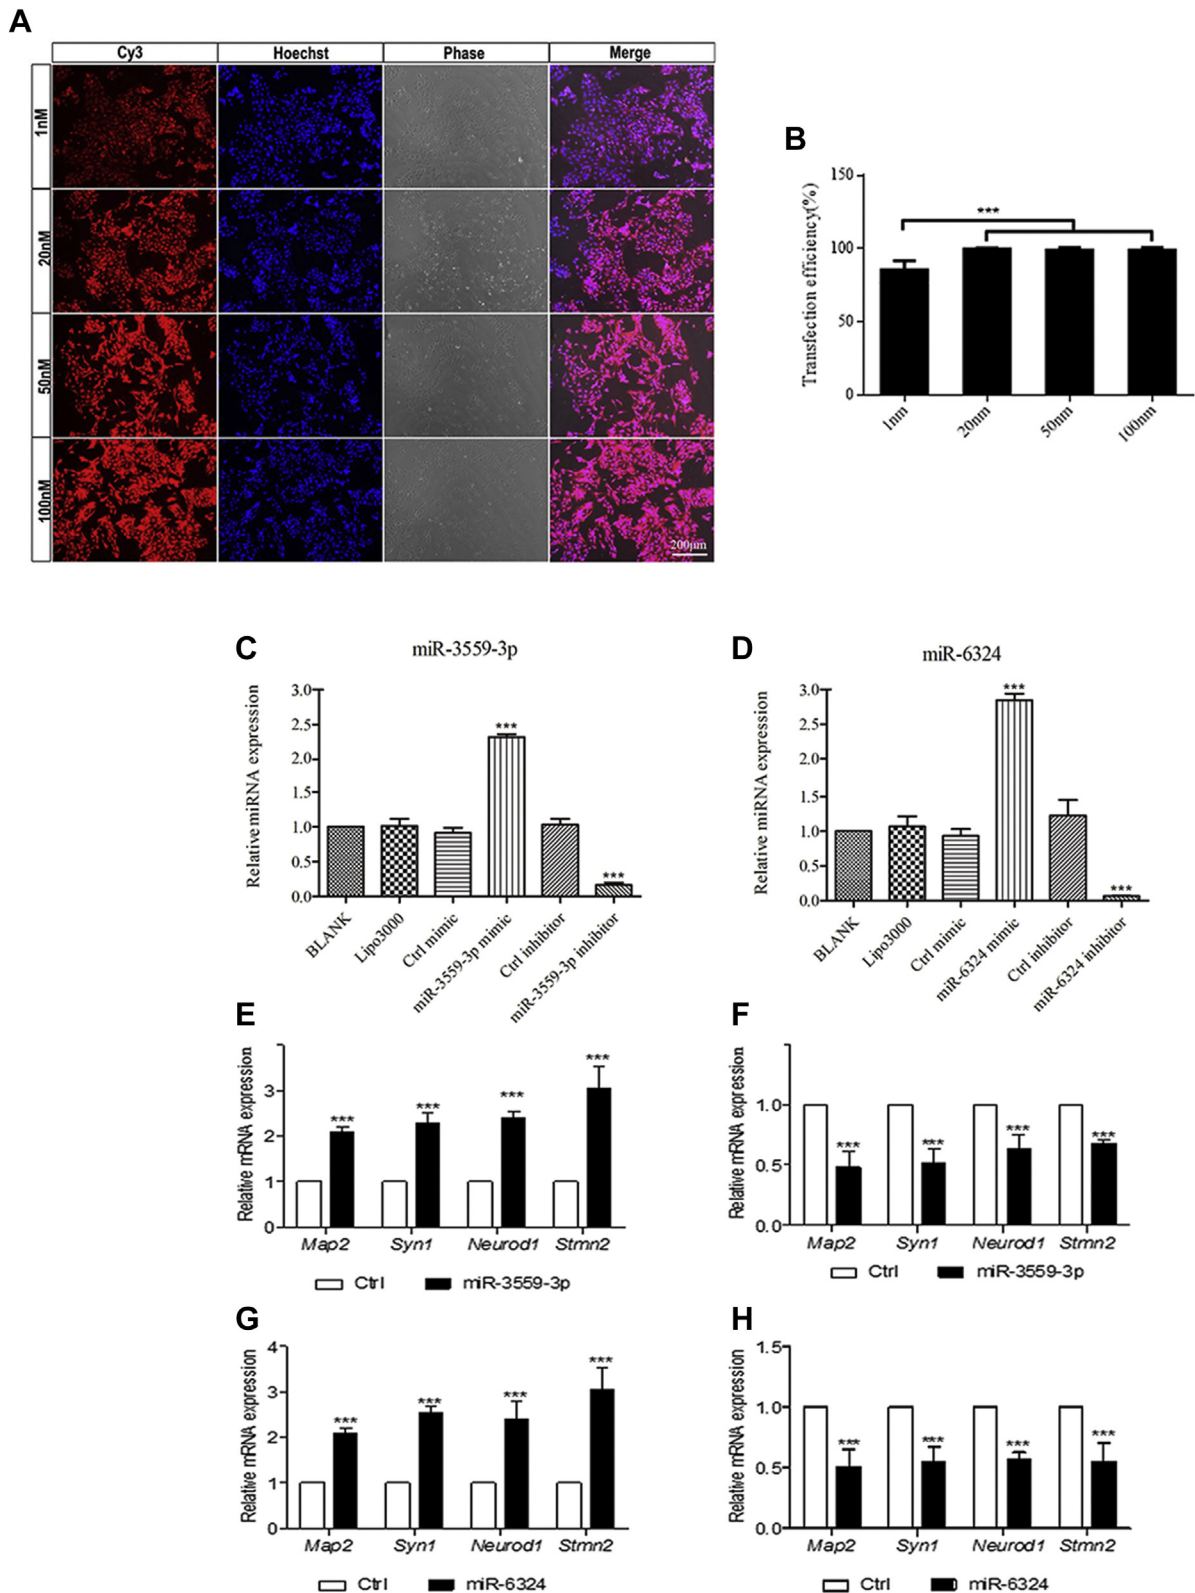 A
Cy3 Hoechst Phase Merge
1nM
20nM
50nM
100nM
200μm
B
Transfection efficiency(%)
150
100
50
0
***
1nm 20nm 50nm 100nm
C
miR-3559-3p
Relative miRNA expression
3.0
2.5
2.0
1.5
1.0
0.5
0.0
***
***
BLANK Lipo3000 Ctrl mimic miR-3559-3p mimic Ctrl inhibitor miR-3559-3p inhibitor
D
miR-6324
Relative miRNA expression
3.0
2.5
2.0
1.5
1.0
0.5
0.0
***
***
BLANK Lipo3000 Ctrl mimic miR-6324 mimic Ctrl inhibitor miR-6324 inhibitor
E
Relative mRNA expression
3
2
1
0
*** *** *** ***
Map2 Syn1 Neurod1 Stmn2
Ctrl miR-3559-3p
F
Relative mRNA expression
1.0
0.5
0.0
*** *** *** ***
Map2 Syn1 Neurod1 Stmn2
Ctrl miR-3559-3p
G
Relative mRNA expression
4
3
2
1
0
*** *** *** ***
Map2 Syn1 Neurod1 Stmn2
Ctrl miR-6324
H
Relative mRNA expression
1.5
1.0
0.5
0.0
*** *** *** ***
Map2 Syn1 Neurod1 Stmn2
Ctrl miR-6324